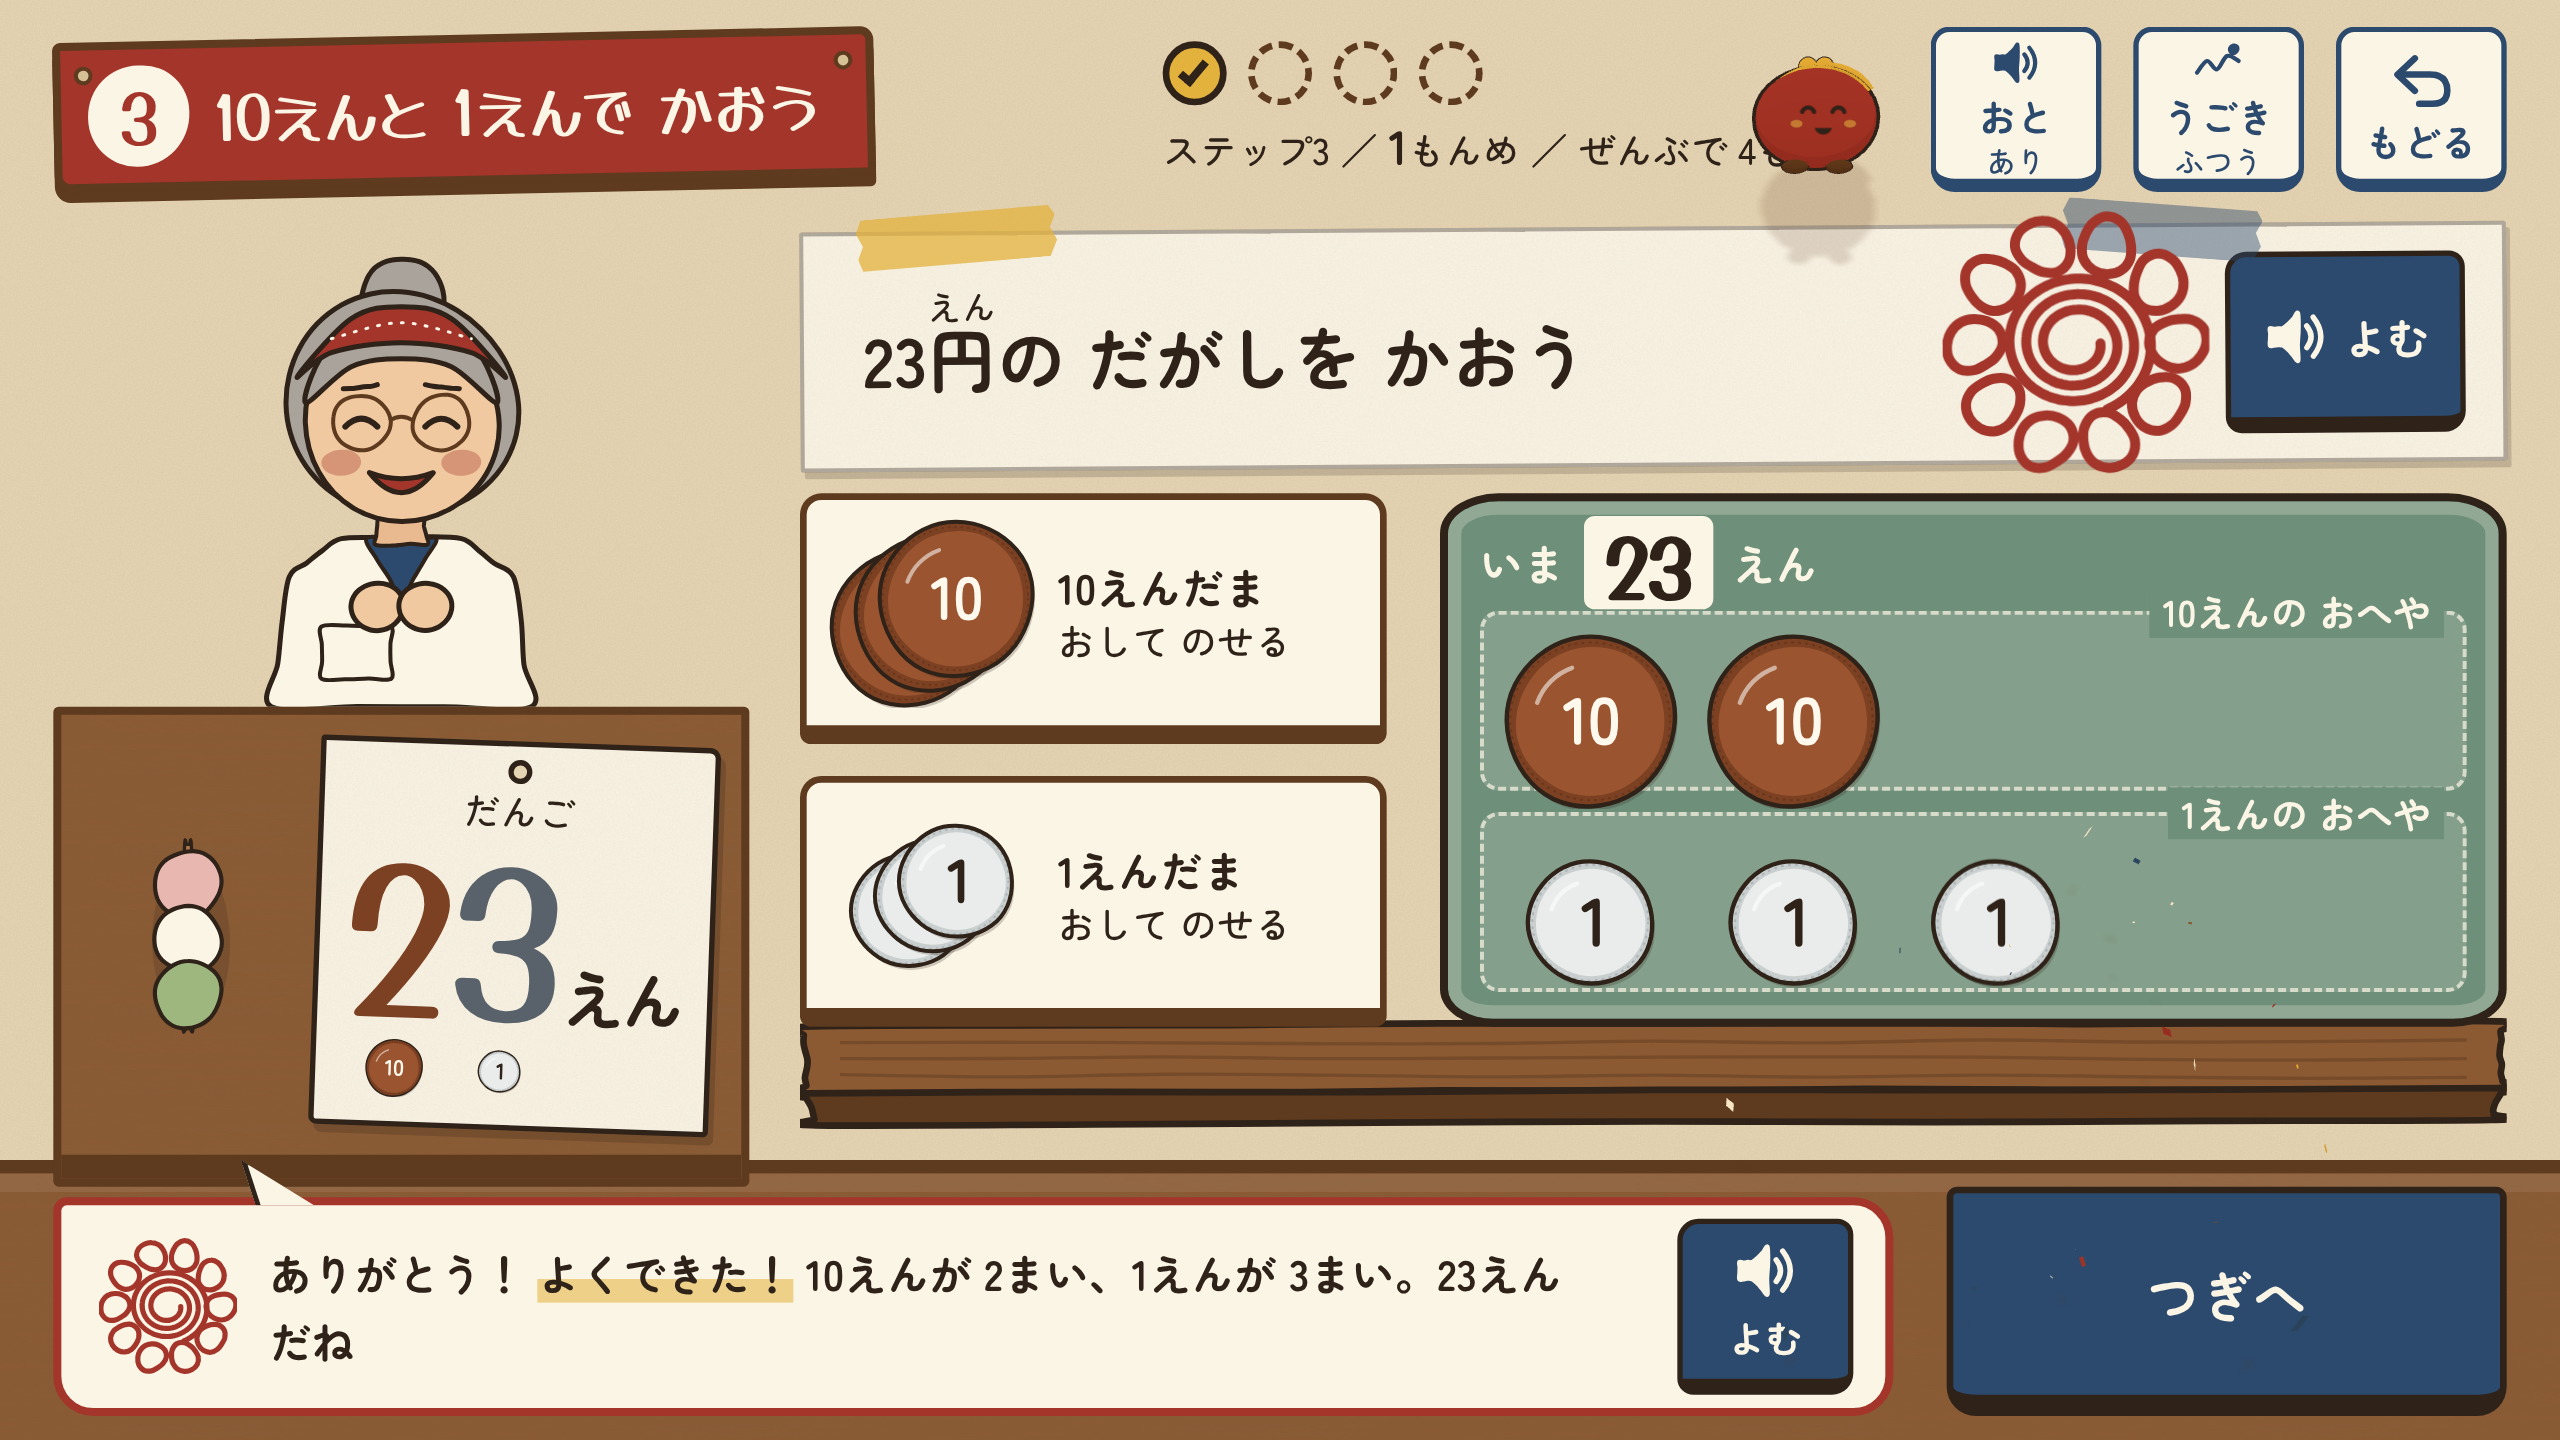 3 10えんと 1えんで かおう
ステップ3 ／ 1もんめ ／ ぜんぶで 4
おと
あり
うごき
ふつう
もどる
えん
23円の だがしを かおう
よむ
10
10えんだま
おして のせる
1
1えんだま
おして のせる
いま 23 えん
10えんの おへや
10 10
1えんの おへや
1 1 1
だんご
23えん
10 1
ありがとう！ よくできた！ 10えんが 2まい、1えんが 3まい。23えん
だね
よむ
つぎへ